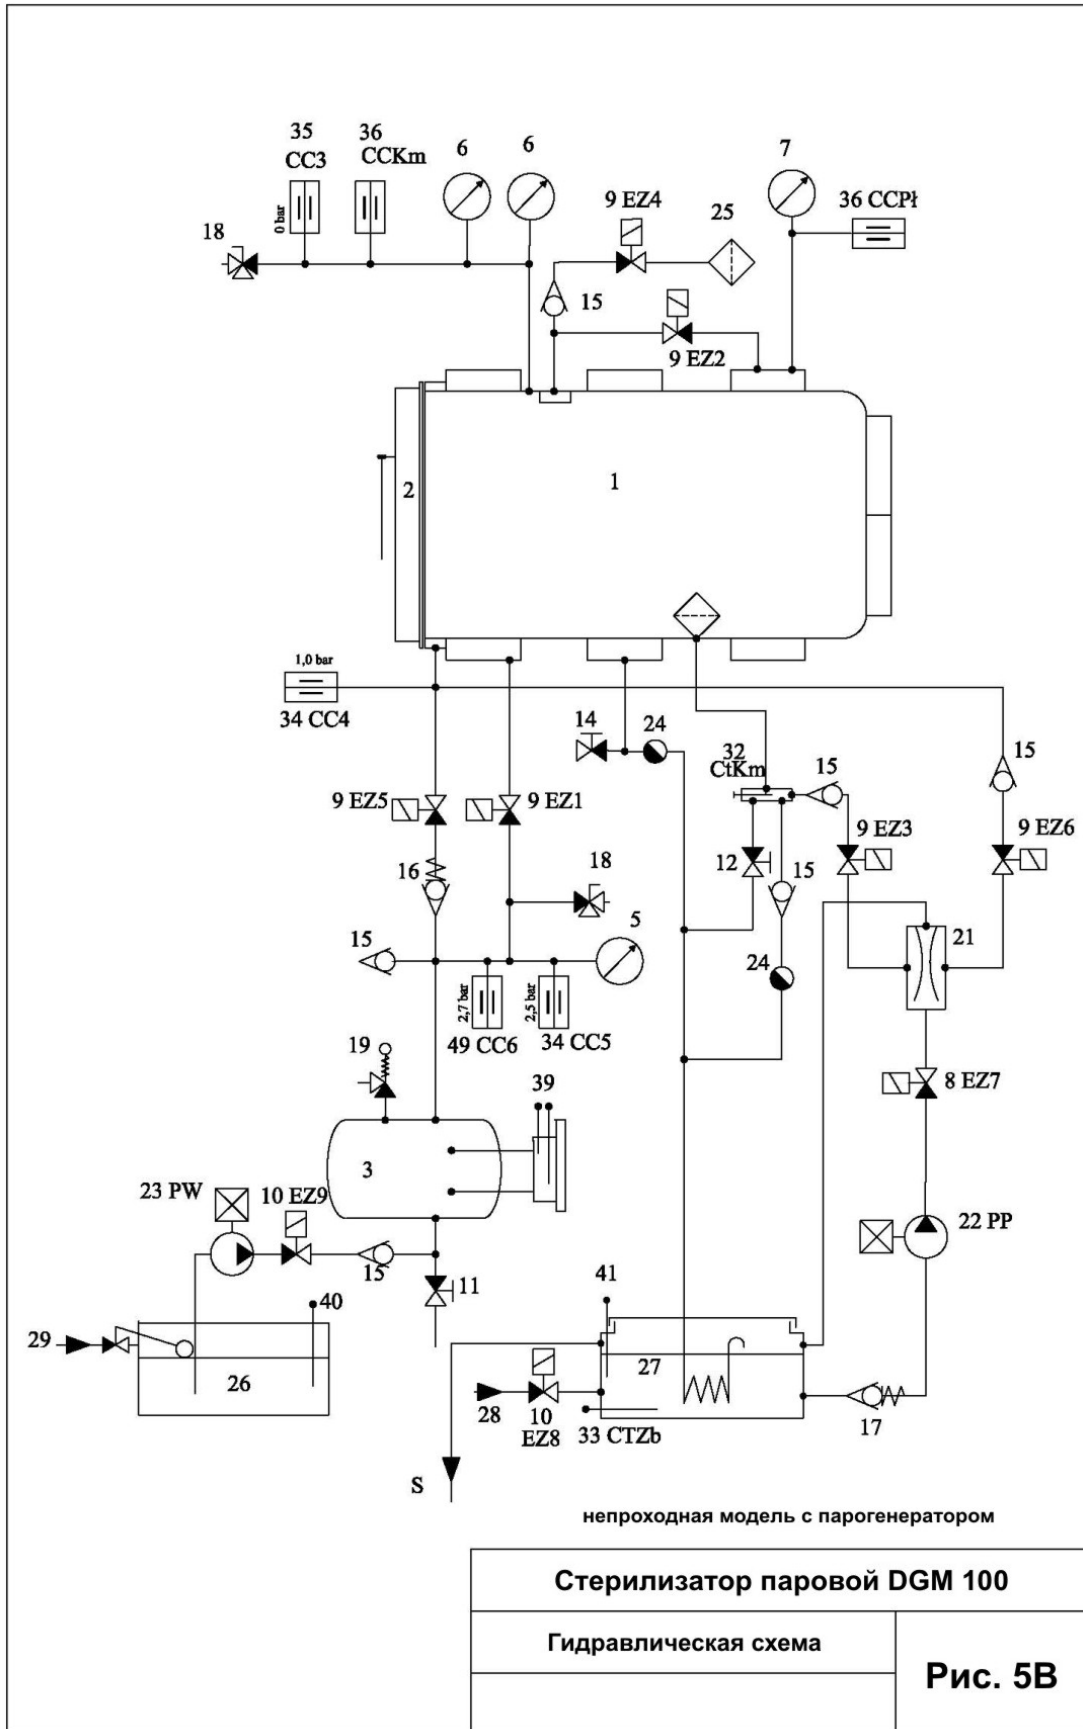 35
CC3
36
CCKm
6
6
7
0 bar
18
9 EZ4
25
36 CCPł
15
9 EZ2
2
1
1,0 bar
34 CC4
14
24
32
CtKm
15
15
9 EZ5
9 EZ1
9 EZ3
9 EZ6
16
12
15
18
15
5
21
24
2,7 bar
2,5 bar
49 CC6
34 CC5
19
39
8 EZ7
3
23 PW
10 EZ9
22 PP
15
11
41
40
29
26
27
28
10
EZ8
33 CTZb
17
S
непроходная модель с парогенератором
Стерилизатор паровой DGM 100
Гидравлическая схема
Рис. 5В